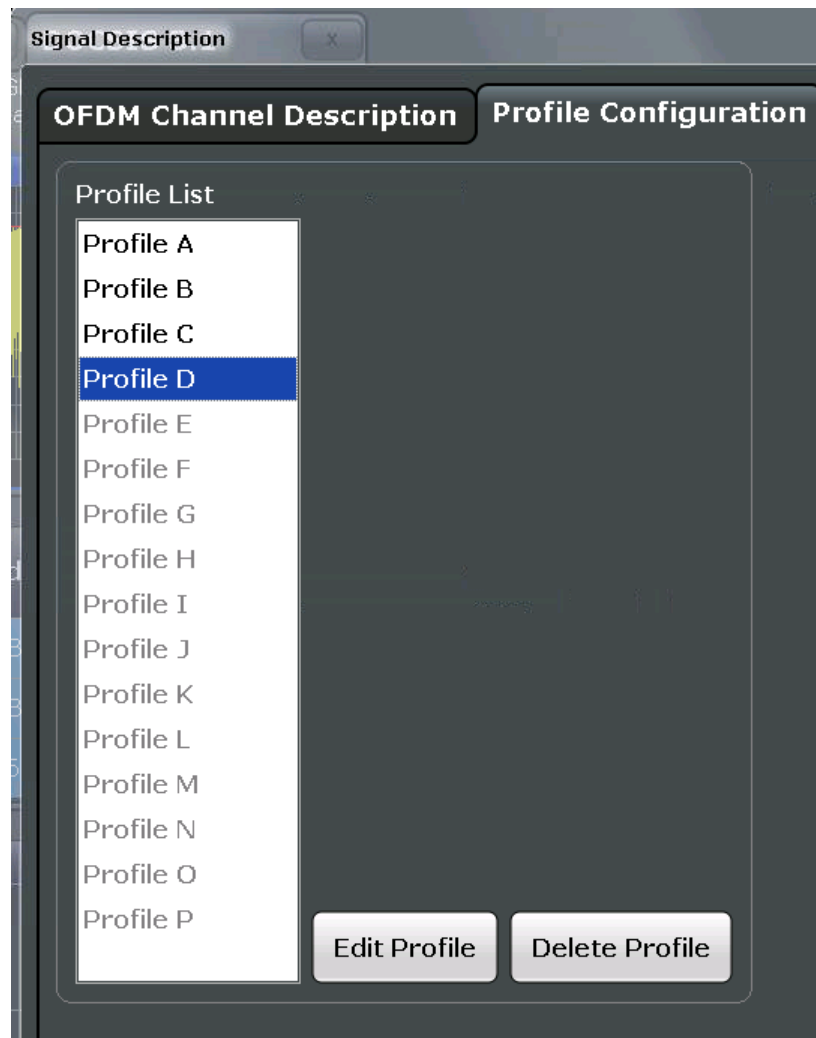 Signal Description
x
OFDM Channel Description
Profile Configuration
Profile List
Profile A
Profile B
Profile C
Profile D
Profile E
Profile F
Profile G
Profile H
Profile I
Profile J
Profile K
Profile L
Profile M
Profile N
Profile O
Profile P
Edit Profile
Delete Profile